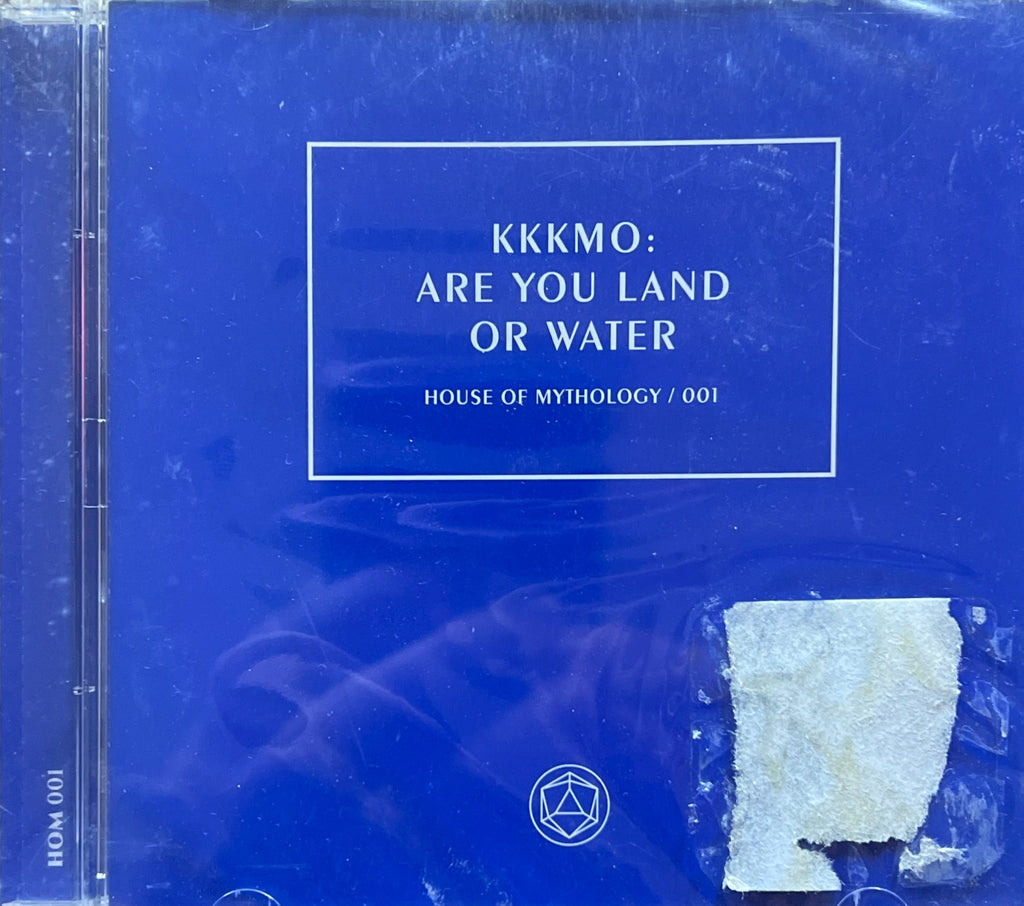 KKKMO:
ARE YOU LAND
OR WATER
HOUSE OF MYTHOLOGY / 001
HOM 001